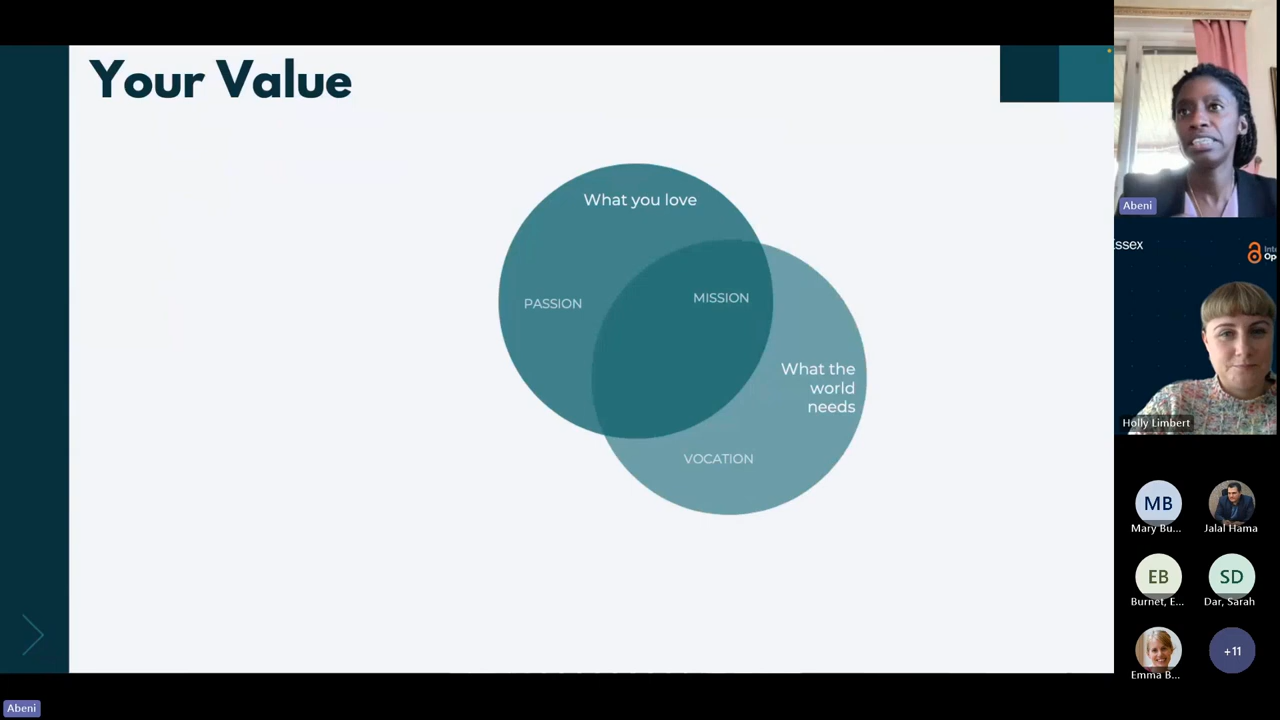 Your Value
What you love
PASSION
MISSION
What the
world
needs
VOCATION
Abeni
Holly Limbert
MB
Mary Bu...
Jalal Hama
EB
Burnet, E...
SD
Dar, Sarah
Emma B...
+11
Abeni